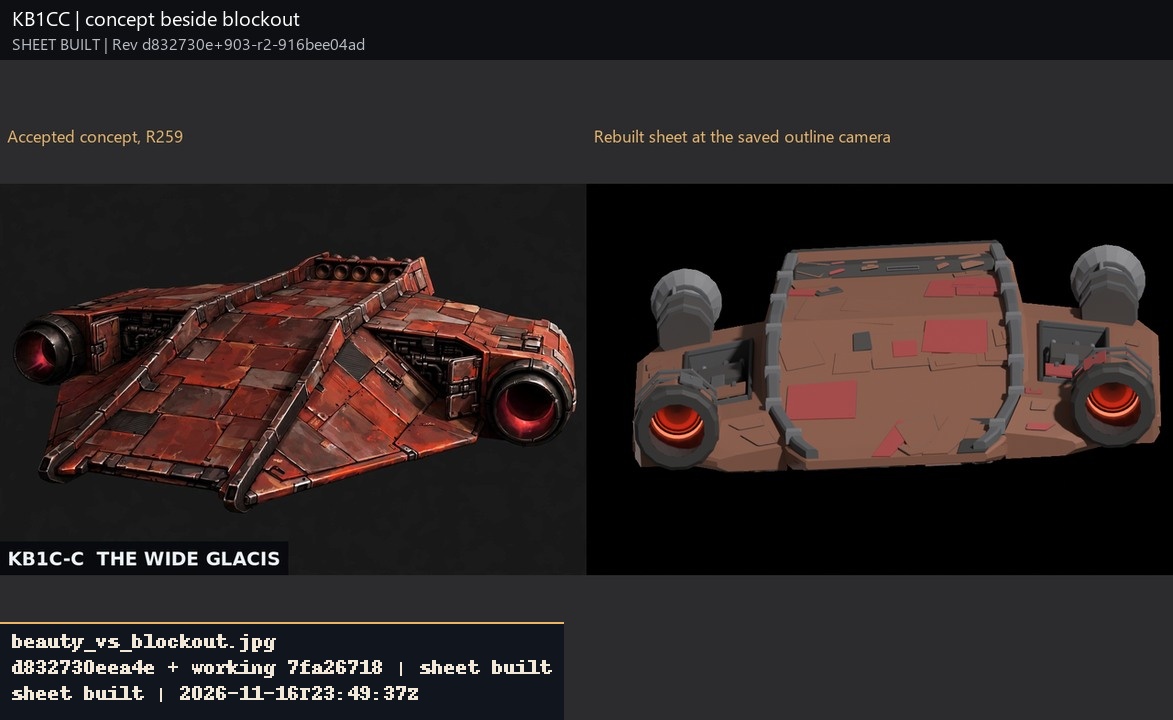 KB1CC | concept beside blockout
SHEET BUILT | Rev d832730e+903-r2-916bee04ad
Accepted concept, R259
Rebuilt sheet at the saved outline camera
KB1C-C THE WIDE GLACIS
beauty_vs_blockout.jpg
d832730eea4e + working 7fa26718 | sheet built
sheet built | 2026-11-16T23:49:37Z